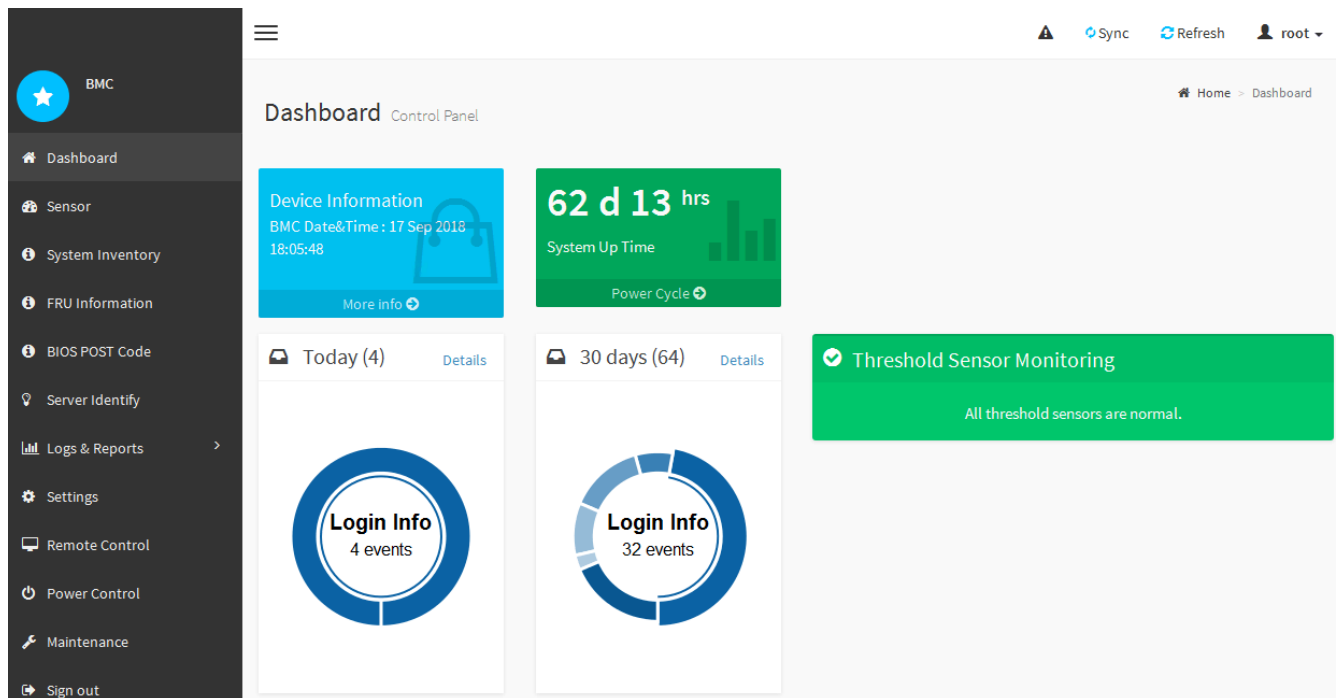 Sync
Refresh
root
BMC
Home > Dashboard
Dashboard Control Panel
Dashboard
Sensor
System Inventory
FRU Information
BIOS POST Code
Server Identify
Logs & Reports
Settings
Remote Control
Power Control
Maintenance
Sign out
Device Information
BMC Date&Time : 17 Sep 2018
18:05:48
More info
62 d 13 hrs
System Up Time
Power Cycle
Today (4) Details
Login Info
4 events
30 days (64) Details
Login Info
32 events
Threshold Sensor Monitoring
All threshold sensors are normal.